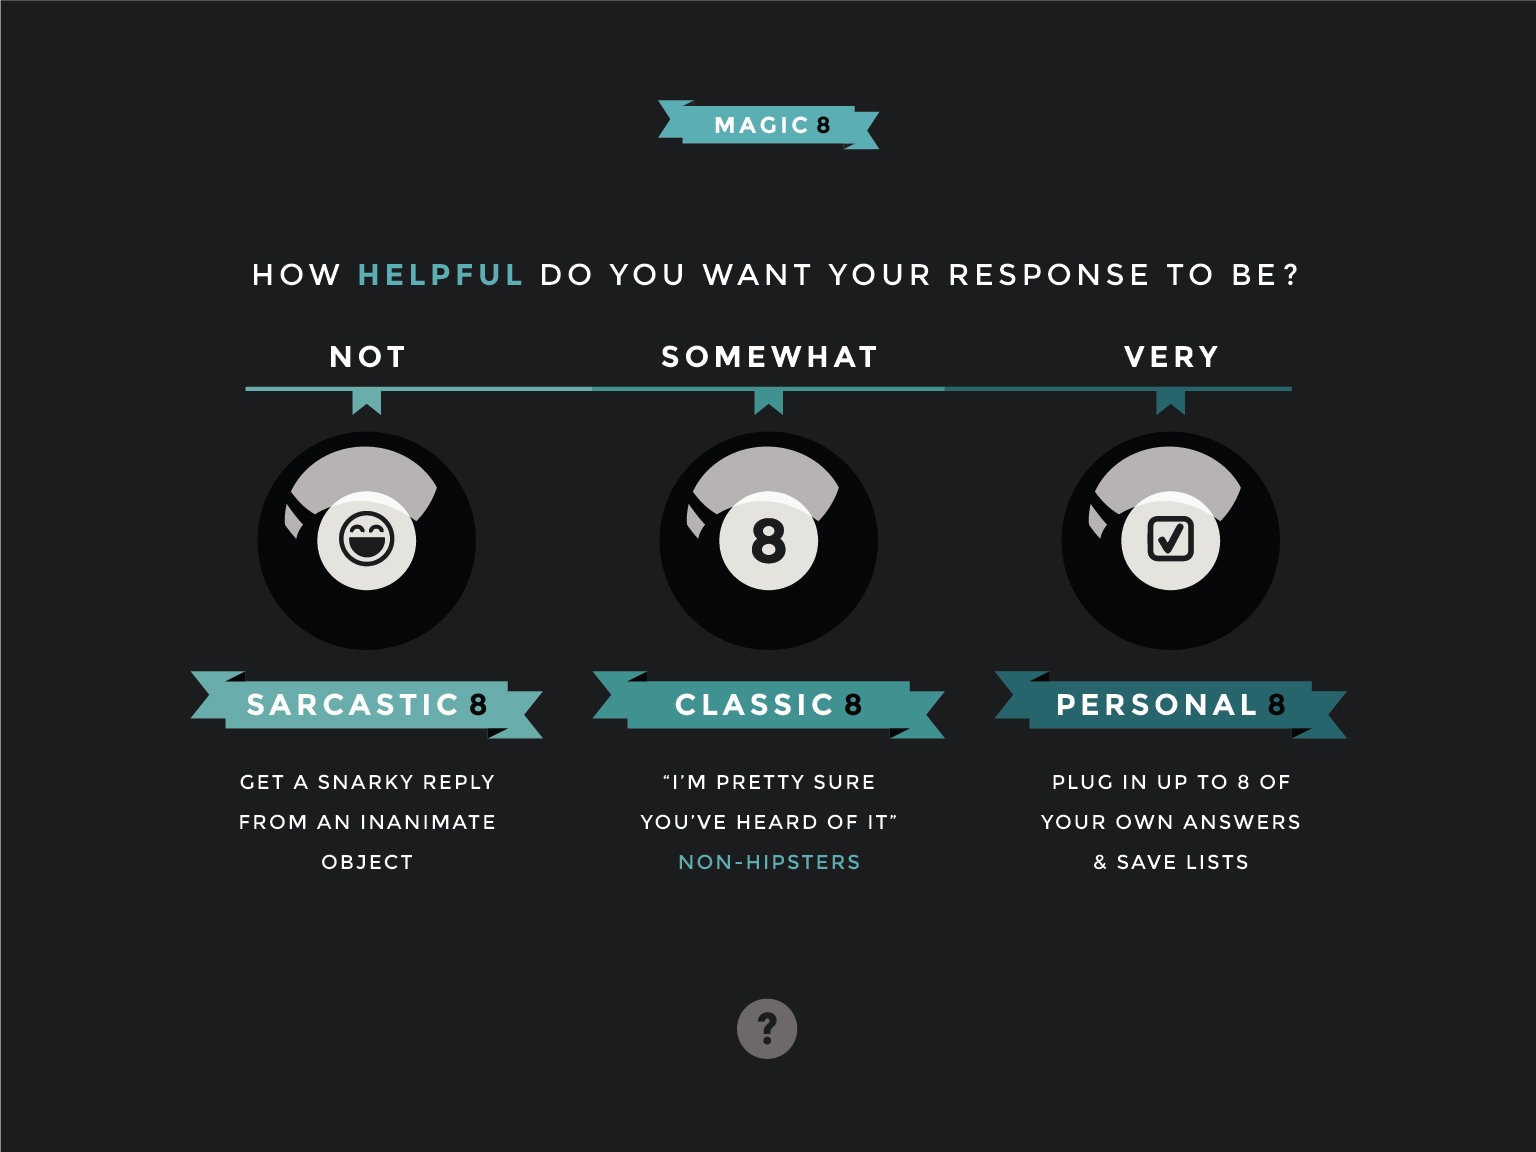 MAGIC 8
HOW HELPFUL DO YOU WANT YOUR RESPONSE TO BE?
NOT
SOMEWHAT
VERY
8
SARCASTIC 8
CLASSIC 8
PERSONAL 8
GET A SNARKY REPLY
FROM AN INANIMATE
OBJECT
“I’M PRETTY SURE
YOU’VE HEARD OF IT”
NON-HIPSTERS
PLUG IN UP TO 8 OF
YOUR OWN ANSWERS
& SAVE LISTS
?